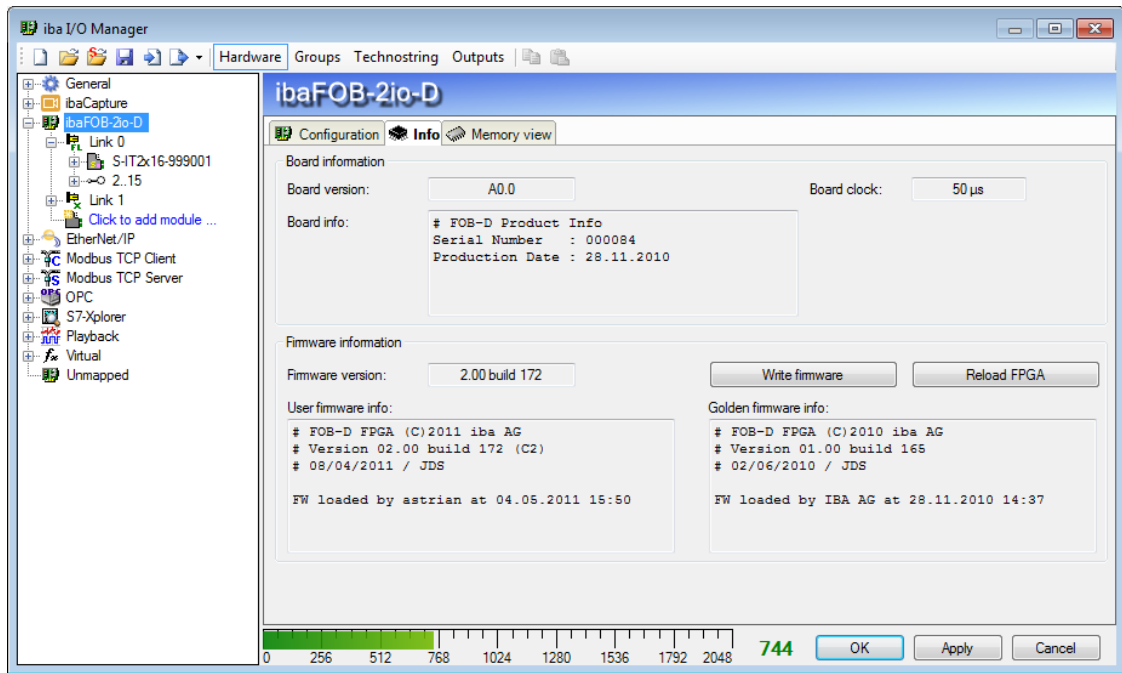 iba I/O Manager
Hardware Groups Technostring Outputs
General
ibaCapture
ibaFOB-2io-D
Link 0
S-IT2x16-999001
2..15
Link 1
Click to add module ...
EtherNet/IP
Modbus TCP Client
Modbus TCP Server
OPC
S7-Xplorer
Playback
Virtual
Unmapped
ibaFOB-2io-D
Configuration Info Memory view
Board information
Board version: A0.0 Board clock: 50 µs
Board info:
# FOB-D Product Info
Serial Number : 000084
Production Date : 28.11.2010
Firmware information
Firmware version: 2.00 build 172 Write firmware Reload FPGA
User firmware info:
# FOB-D FPGA (C)2011 iba AG
# Version 02.00 build 172 (C2)
# 08/04/2011 / JDS
FW loaded by astrian at 04.05.2011 15:50
Golden firmware info:
# FOB-D FPGA (C)2010 iba AG
# Version 01.00 build 165
# 02/06/2010 / JDS
FW loaded by IBA AG at 28.11.2010 14:37
0 256 512 768 1024 1280 1536 1792 2048
744 OK Apply Cancel